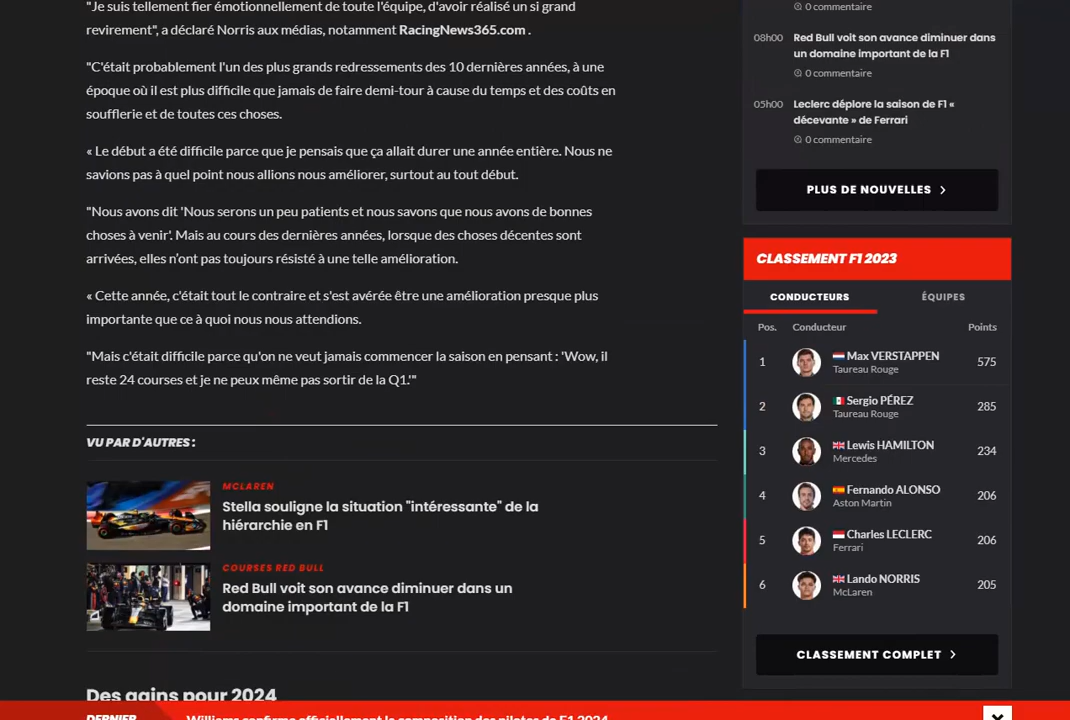 "Je suis tellement fier émotionnellement de toute l'équipe, d'avoir réalisé un si grand
revirement", a déclaré Norris aux médias, notamment RacingNews365.com .
"C'était probablement l'un des plus grands redressements des 10 dernières années, à une
époque où il est plus difficile que jamais de faire demi-tour à cause du temps et des coûts en
soufflerie et de toutes ces choses.
« Le début a été difficile parce que je pensais que ça allait durer une année entière. Nous ne
savions pas à quel point nous allions nous améliorer, surtout au tout début.
"Nous avons dit 'Nous serons un peu patients et nous savons que nous avons de bonnes
choses à venir'. Mais au cours des dernières années, lorsque des choses décentes sont
arrivées, elles n'ont pas toujours résisté à une telle amélioration.
« Cette année, c'était tout le contraire et s'est avérée être une amélioration presque plus
importante que ce à quoi nous nous attendions.
"Mais c'était difficile parce qu'on ne veut jamais commencer la saison en pensant : 'Wow, il
reste 24 courses et je ne peux même pas sortir de la Q1.'"
VU PAR D'AUTRES :
MCLAREN
Stella souligne la situation "intéressante" de la
hiérarchie en F1
COURSES RED BULL
Red Bull voit son avance diminuer dans un
domaine important de la F1
Des gains pour 2024
0 commentaire
08h00 Red Bull voit son avance diminuer dans
un domaine important de la F1
0 commentaire
05h00 Leclerc déplore la saison de F1 «
décevante » de Ferrari
0 commentaire
PLUS DE NOUVELLES
CLASSEMENT F1 2023
CONDUCTEURS ÉQUIPES
Pos. Conducteur Points
1 Max VERSTAPPEN 575
Taureau Rouge
2 Sergio PÉREZ 285
Taureau Rouge
3 Lewis HAMILTON 234
Mercedes
4 Fernando ALONSO 206
Aston Martin
5 Charles LECLERC 206
Ferrari
6 Lando NORRIS 205
McLaren
CLASSEMENT COMPLET
DERNIER Williams confirme officiellement la composition des pilotes de F1 2024